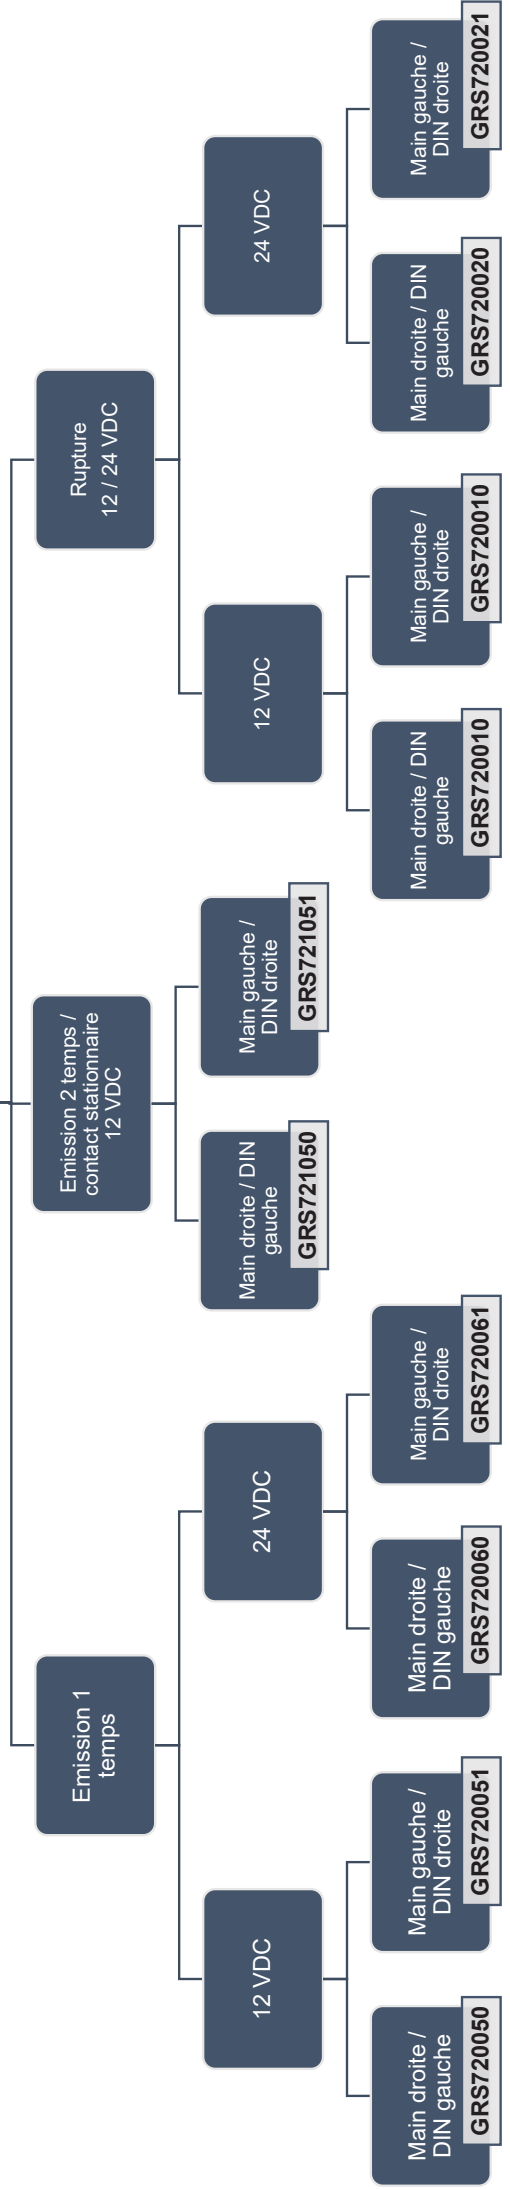 Emission 1
temps
Emission 2 temps /
contact stationnaire
12 VDC
Rupture
12 / 24 VDC
12 VDC
24 VDC
Main droite / DIN
gauche
GRS721050
Main gauche /
DIN droite
GRS721051
12 VDC
24 VDC
Main droite /
DIN gauche
GRS720050
Main gauche /
DIN droite
GRS720051
Main droite /
DIN gauche
GRS720060
Main gauche /
DIN droite
GRS720061
Main droite / DIN
gauche
GRS720010
Main gauche /
DIN droite
GRS720010
Main droite / DIN
gauche
GRS720020
Main gauche /
DIN droite
GRS720021